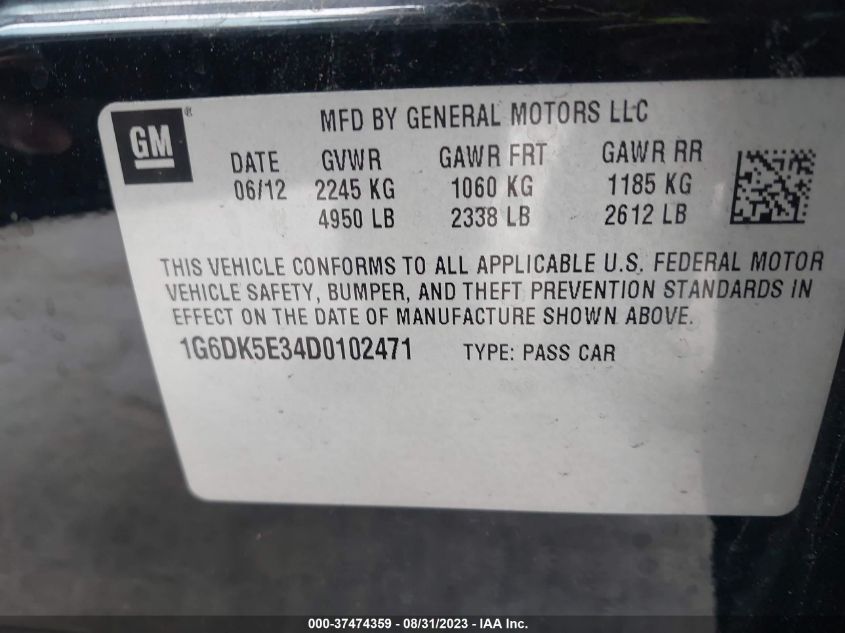 GM
®
MFD BY GENERAL MOTORS LLC
DATE GVWR GAWR FRT GAWR RR
06/12 2245 KG 1060 KG 1185 KG
4950 LB 2338 LB 2612 LB
THIS VEHICLE CONFORMS TO ALL APPLICABLE U.S. FEDERAL MOTOR
VEHICLE SAFETY, BUMPER, AND THEFT PREVENTION STANDARDS IN
EFFECT ON THE DATE OF MANUFACTURE SHOWN ABOVE.
1G6DK5E34D0102471 TYPE: PASS CAR
000-37474359 - 08/31/2023 - IAA Inc.